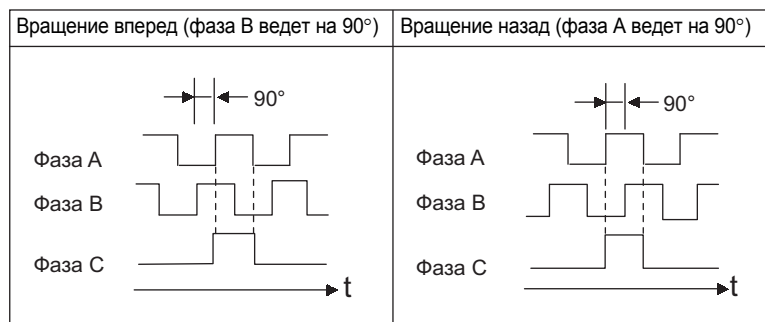 Вращение вперед (фаза В ведет на 90°)
90°
Фаза А
Фаза В
Фаза С
t
Вращение назад (фаза А ведет на 90°)
90°
Фаза А
Фаза В
Фаза С
t